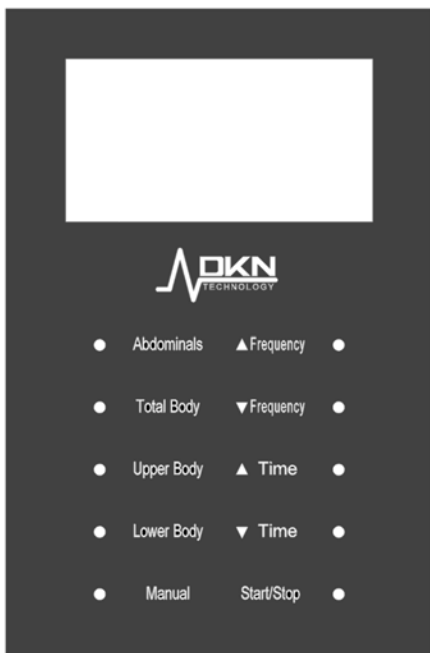 DKN
TECHNOLOGY
Abdominals ▲Frequency
Total Body ▼Frequency
Upper Body ▲ Time
Lower Body ▼ Time
Manual Start/Stop